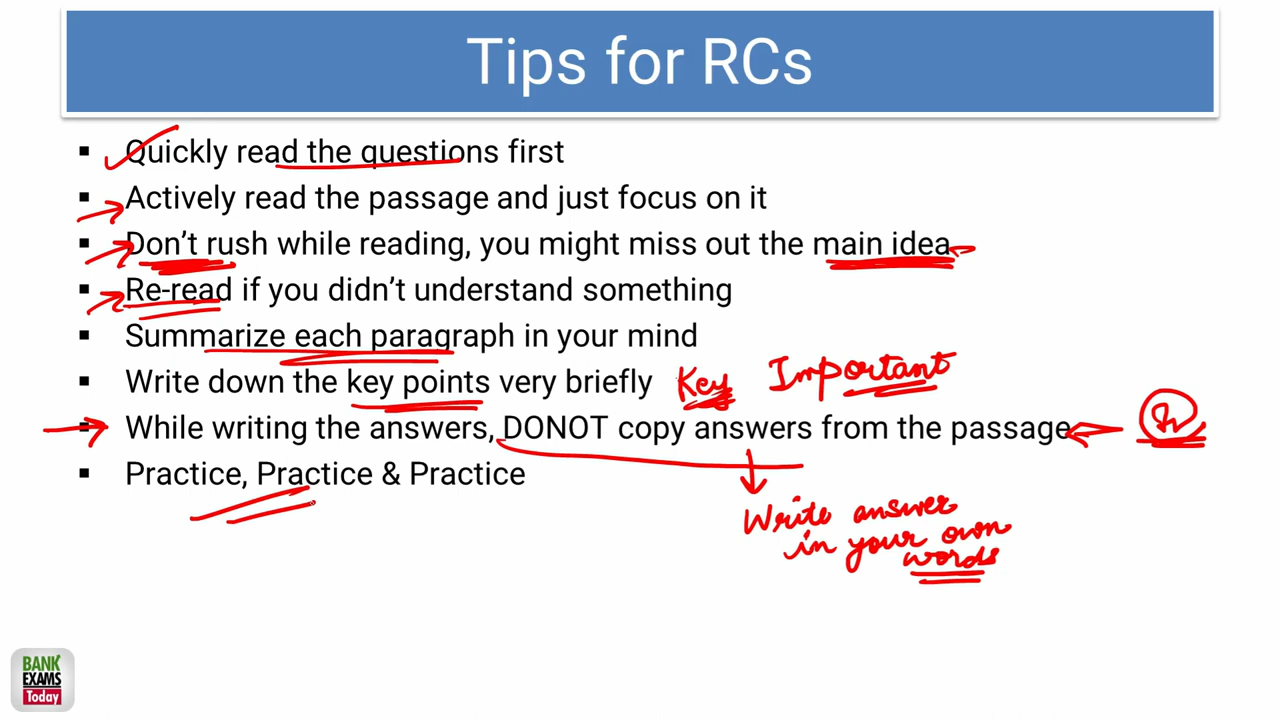 Tips for RCs
▪ Quickly read the questions first
▪ Actively read the passage and just focus on it
▪ Don't rush while reading, you might miss out the main idea
▪ Re-read if you didn't understand something
▪ Summarize each paragraph in your mind
▪ Write down the key points very briefly Key Important
▪ While writing the answers, DONOT copy answers from the passage
▪ Practice, Practice & Practice
Write answer
in your own
words
BANK
EXAMS
Today